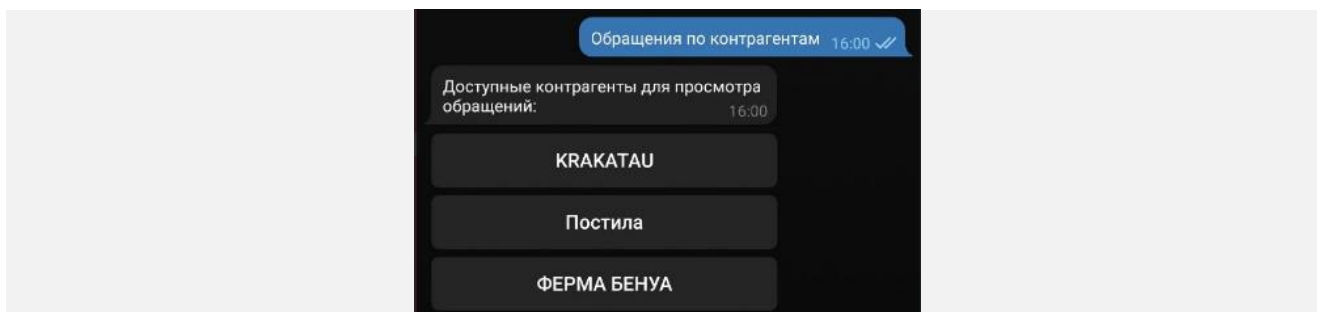 Обращения по контрагентам 16:00
Доступные контрагенты для просмотра
обращений: 16:00
KRAKATAU
Постила
ФЕРМА БЕНУА